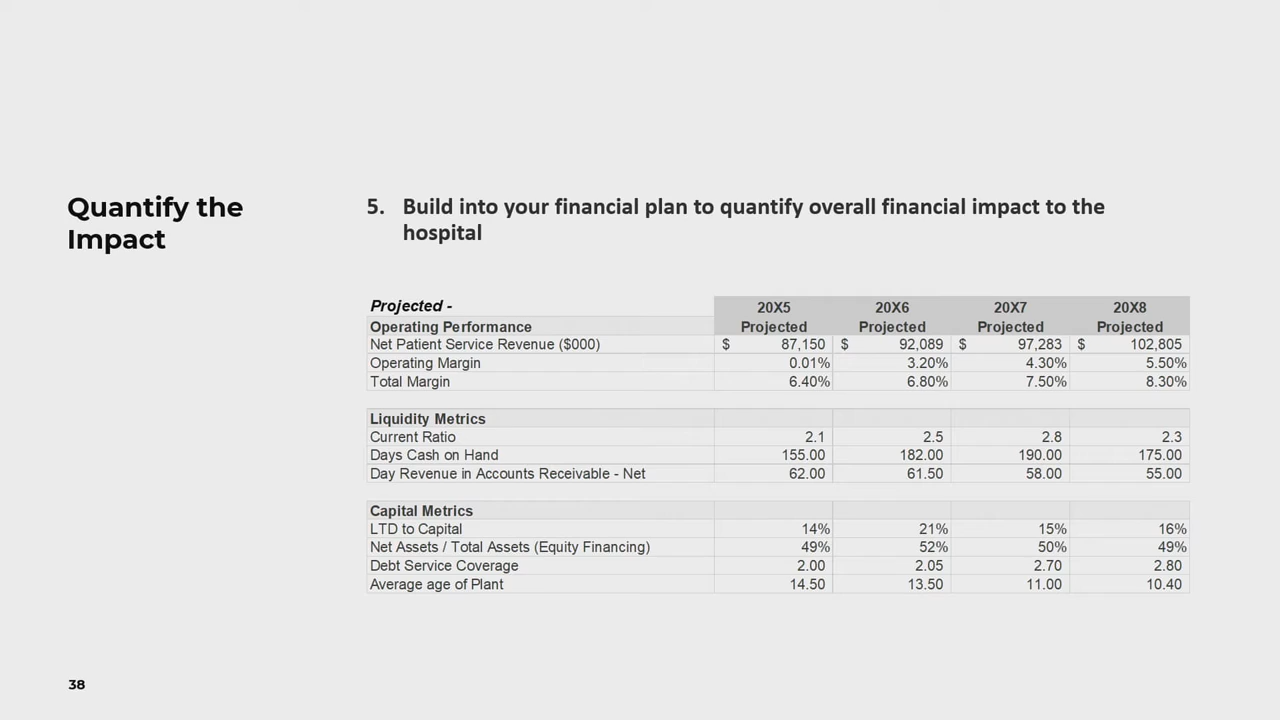 Quantify the
Impact
5. Build into your financial plan to quantify overall financial impact to the
hospital
Projected - 20X5 20X6 20X7 20X8
Operating Performance Projected Projected Projected Projected
Net Patient Service Revenue ($000) $ 87,150 $ 92,089 $ 97,283 $ 102,805
Operating Margin 0.01% 3.20% 4.30% 5.50%
Total Margin 6.40% 6.80% 7.50% 8.30%
Liquidity Metrics
Current Ratio 2.1 2.5 2.8 2.3
Days Cash on Hand 155.00 182.00 190.00 175.00
Day Revenue in Accounts Receivable - Net 62.00 61.50 58.00 55.00
Capital Metrics
LTD to Capital 14% 21% 15% 16%
Net Assets / Total Assets (Equity Financing) 49% 52% 50% 49%
Debt Service Coverage 2.00 2.05 2.70 2.80
Average age of Plant 14.50 13.50 11.00 10.40
38